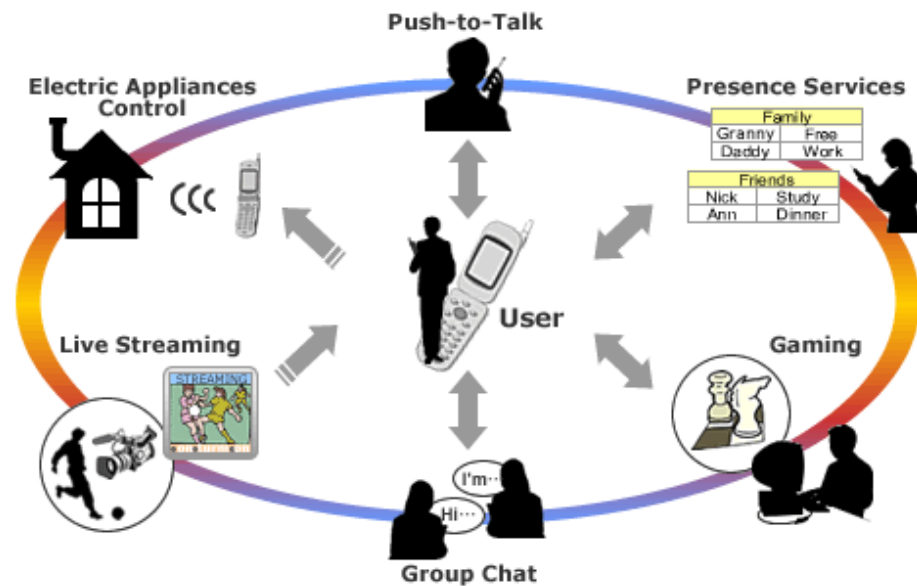 Push-to-Talk
Electric Appliances
Control
Presence Services
Family
Granny Free
Daddy Work
Friends
Nick Study
Ann Dinner
User
Live Streaming
STREAMING
Gaming
I'm...
Hi...
Group Chat